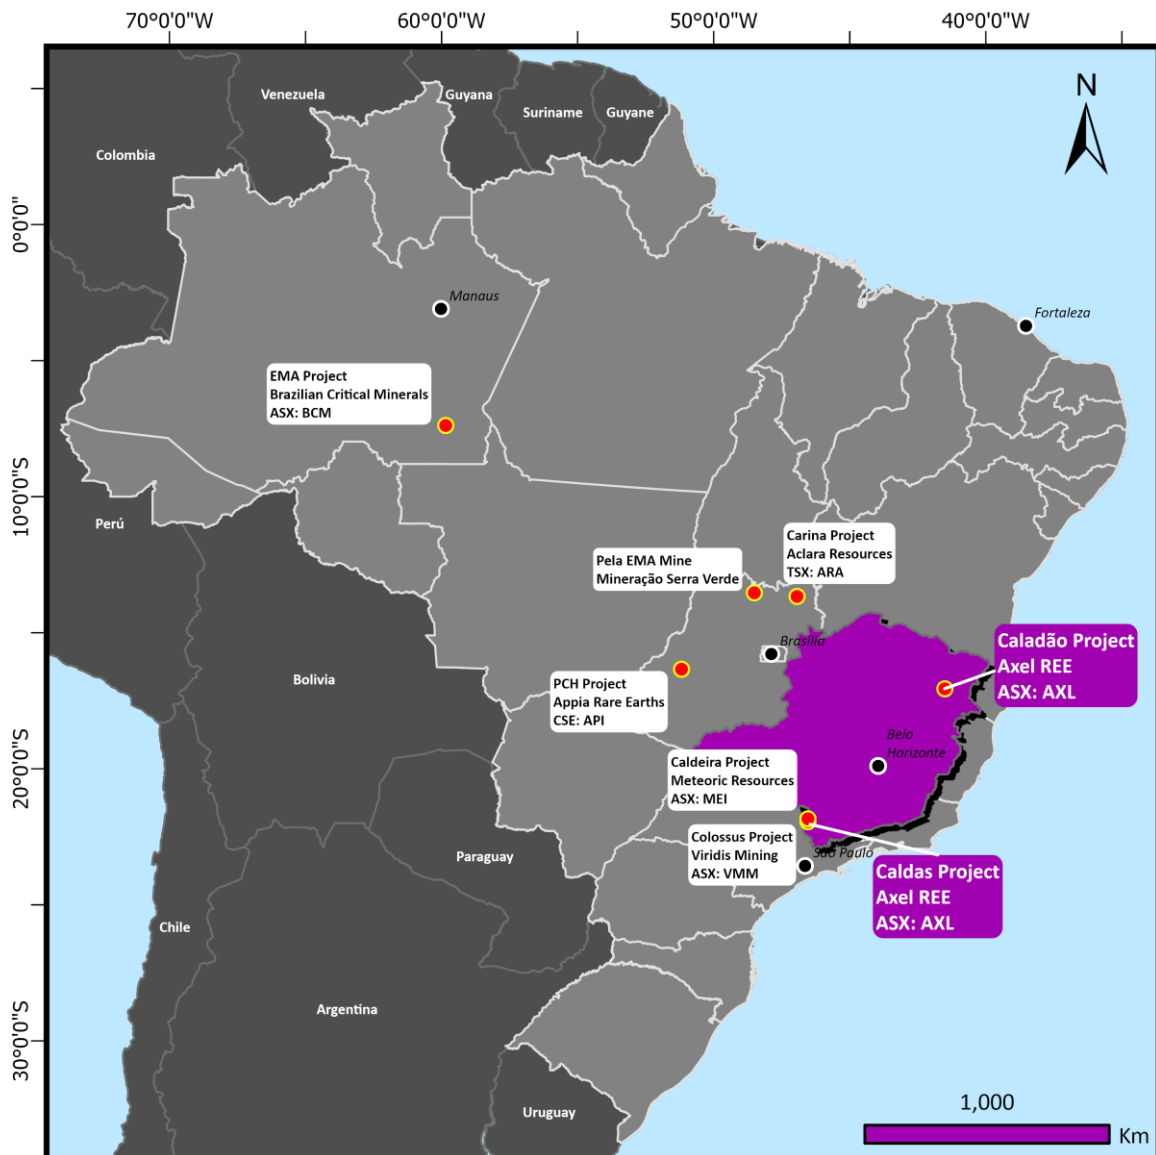 70°0'0"W
60°0'0"W
50°0'0"W
40°0'0"W
N
Venezuela
Guyana
Suriname
Guyane
Colombia
0°0'0"
Manaus
Fortaleza
EMA Project
Brazilian Critical Minerals
ASX: BCM
10°0'0"S
Perú
Carina Project
Aclara Resources
TSX: ARA
Pela EMA Mine
Mineração Serra Verde
Brasília
Caladão Project
Axel REE
ASX: AXL
Bolivia
PCH Project
Appia Rare Earths
CSE: API
Belo
Horizonte
20°0'0"S
Caldeira Project
Meteoric Resources
ASX: MEI
Colossus Project
Viridis Mining
ASX: VMM
São Paulo
Paraguay
Caldas Project
Axel REE
ASX: AXL
Chile
Argentina
30°0'0"S
Uruguay
1,000
Km